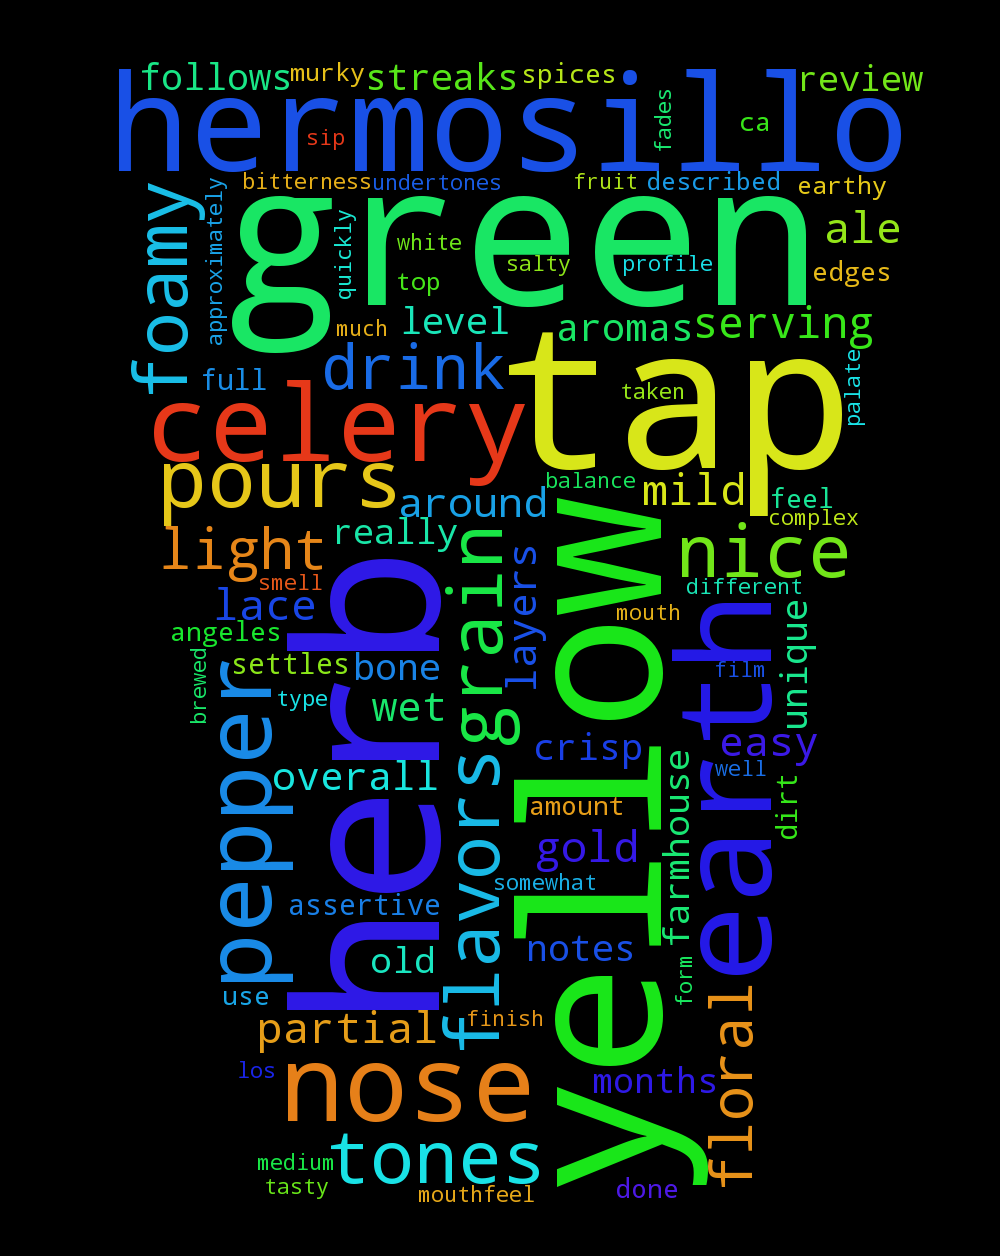 follows murky streaks spices review
hermosillo
sip fades ca
bitterness undertones fruit described earthy
foamy approximately green quickly white salty profile ale
top edges
much level aromas serving
drink tap
full taken palate
celery
pours balance mild feel
around complex
light really nice
smell herb grain layers yellow different
lace mouth earth unique
angeles
settles bone film
brewed pepper type wet easy
crisp well
overall flavors farmhouse dirt
amount
gold
somewhat
assertive
old notes
use form
partial finish floral
los nose months
tones
medium
tasty mouthfeel done